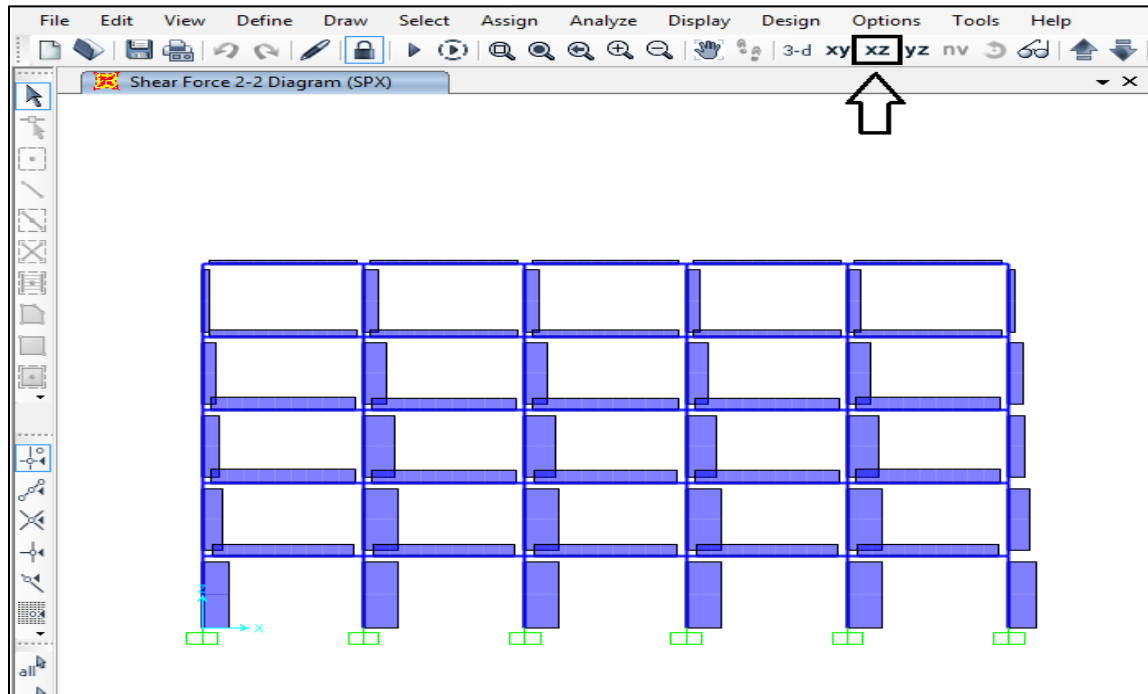 File Edit View Define Draw Select Assign Analyze Display Design Options Tools Help
3-d xy xz yz nv
Shear Force 2-2 Diagram (SPX)
Z
X
all